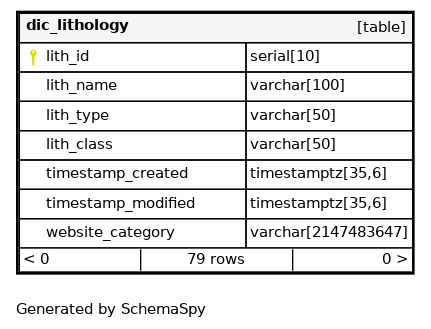 dic_lithology [table]
lith_id serial[10]
lith_name varchar[100]
lith_type varchar[50]
lith_class varchar[50]
timestamp_created timestamptz[35,6]
timestamp_modified timestamptz[35,6]
website_category varchar[2147483647]
< 0 79 rows 0 >
Generated by SchemaSpy